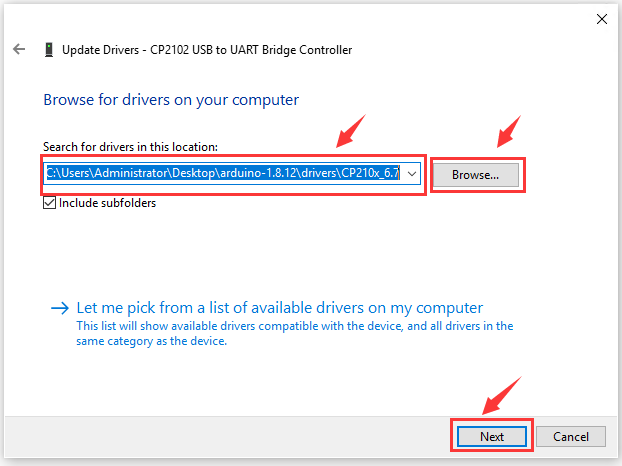 Update Drivers - CP2102 USB to UART Bridge Controller
Browse for drivers on your computer
Search for drivers in this location:
C:\Users\Administrator\Desktop\arduino-1.8.12\drivers\CP210x_6.7
Browse...
Include subfolders
Let me pick from a list of available drivers on my computer
This list will show available drivers compatible with the device, and all drivers in the
same category as the device.
Next
Cancel